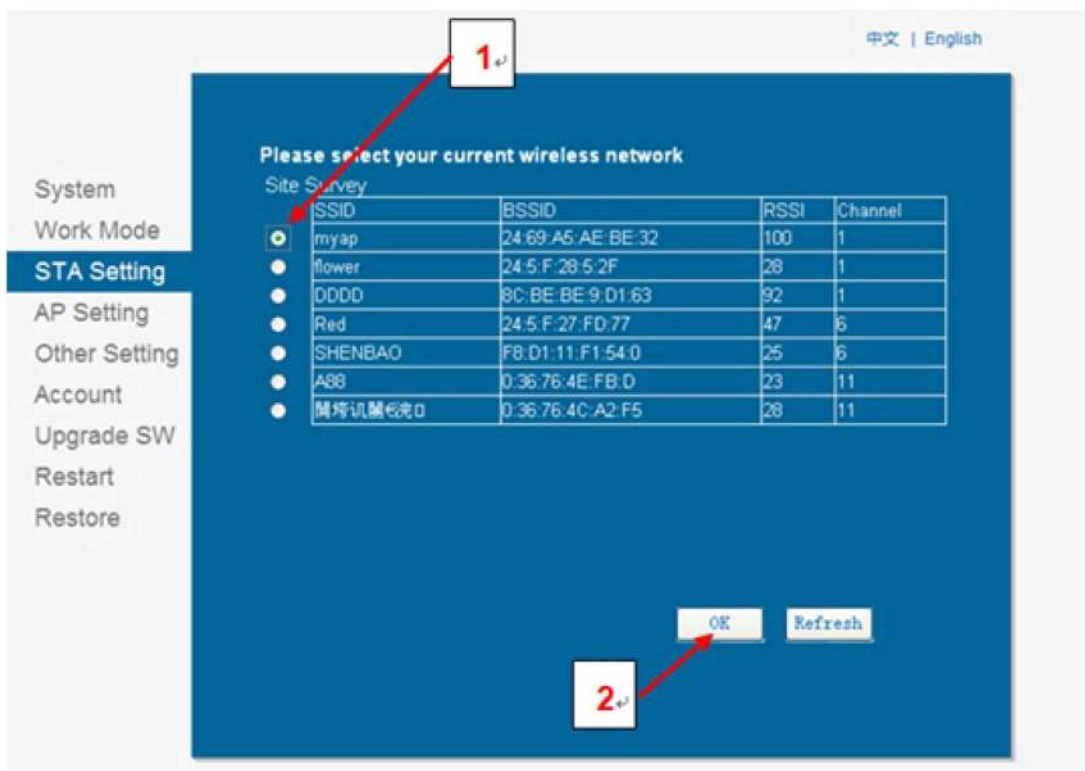 1
中文 | English
Please select your current wireless network
System
Site Survey
SSID BSSID RSSI Channel
Work Mode
myap 24:69:A5:AE:BE:32 100 1
STA Setting
flower 24:5:F:28:5:2F 28 1
DDDD 8C:BE:BE:9:D1:63 92 1
AP Setting
Red 24:5:F:27:FD:77 47 6
Other Setting
SHENBAO F8:D1:11:F1:54:0 25 6
A88 0:36:76:4E:FB:D 23 11
Account
0:36:76:4C:A2:F5 28 11
Upgrade SW
Restart
Restore
OK Refresh
2